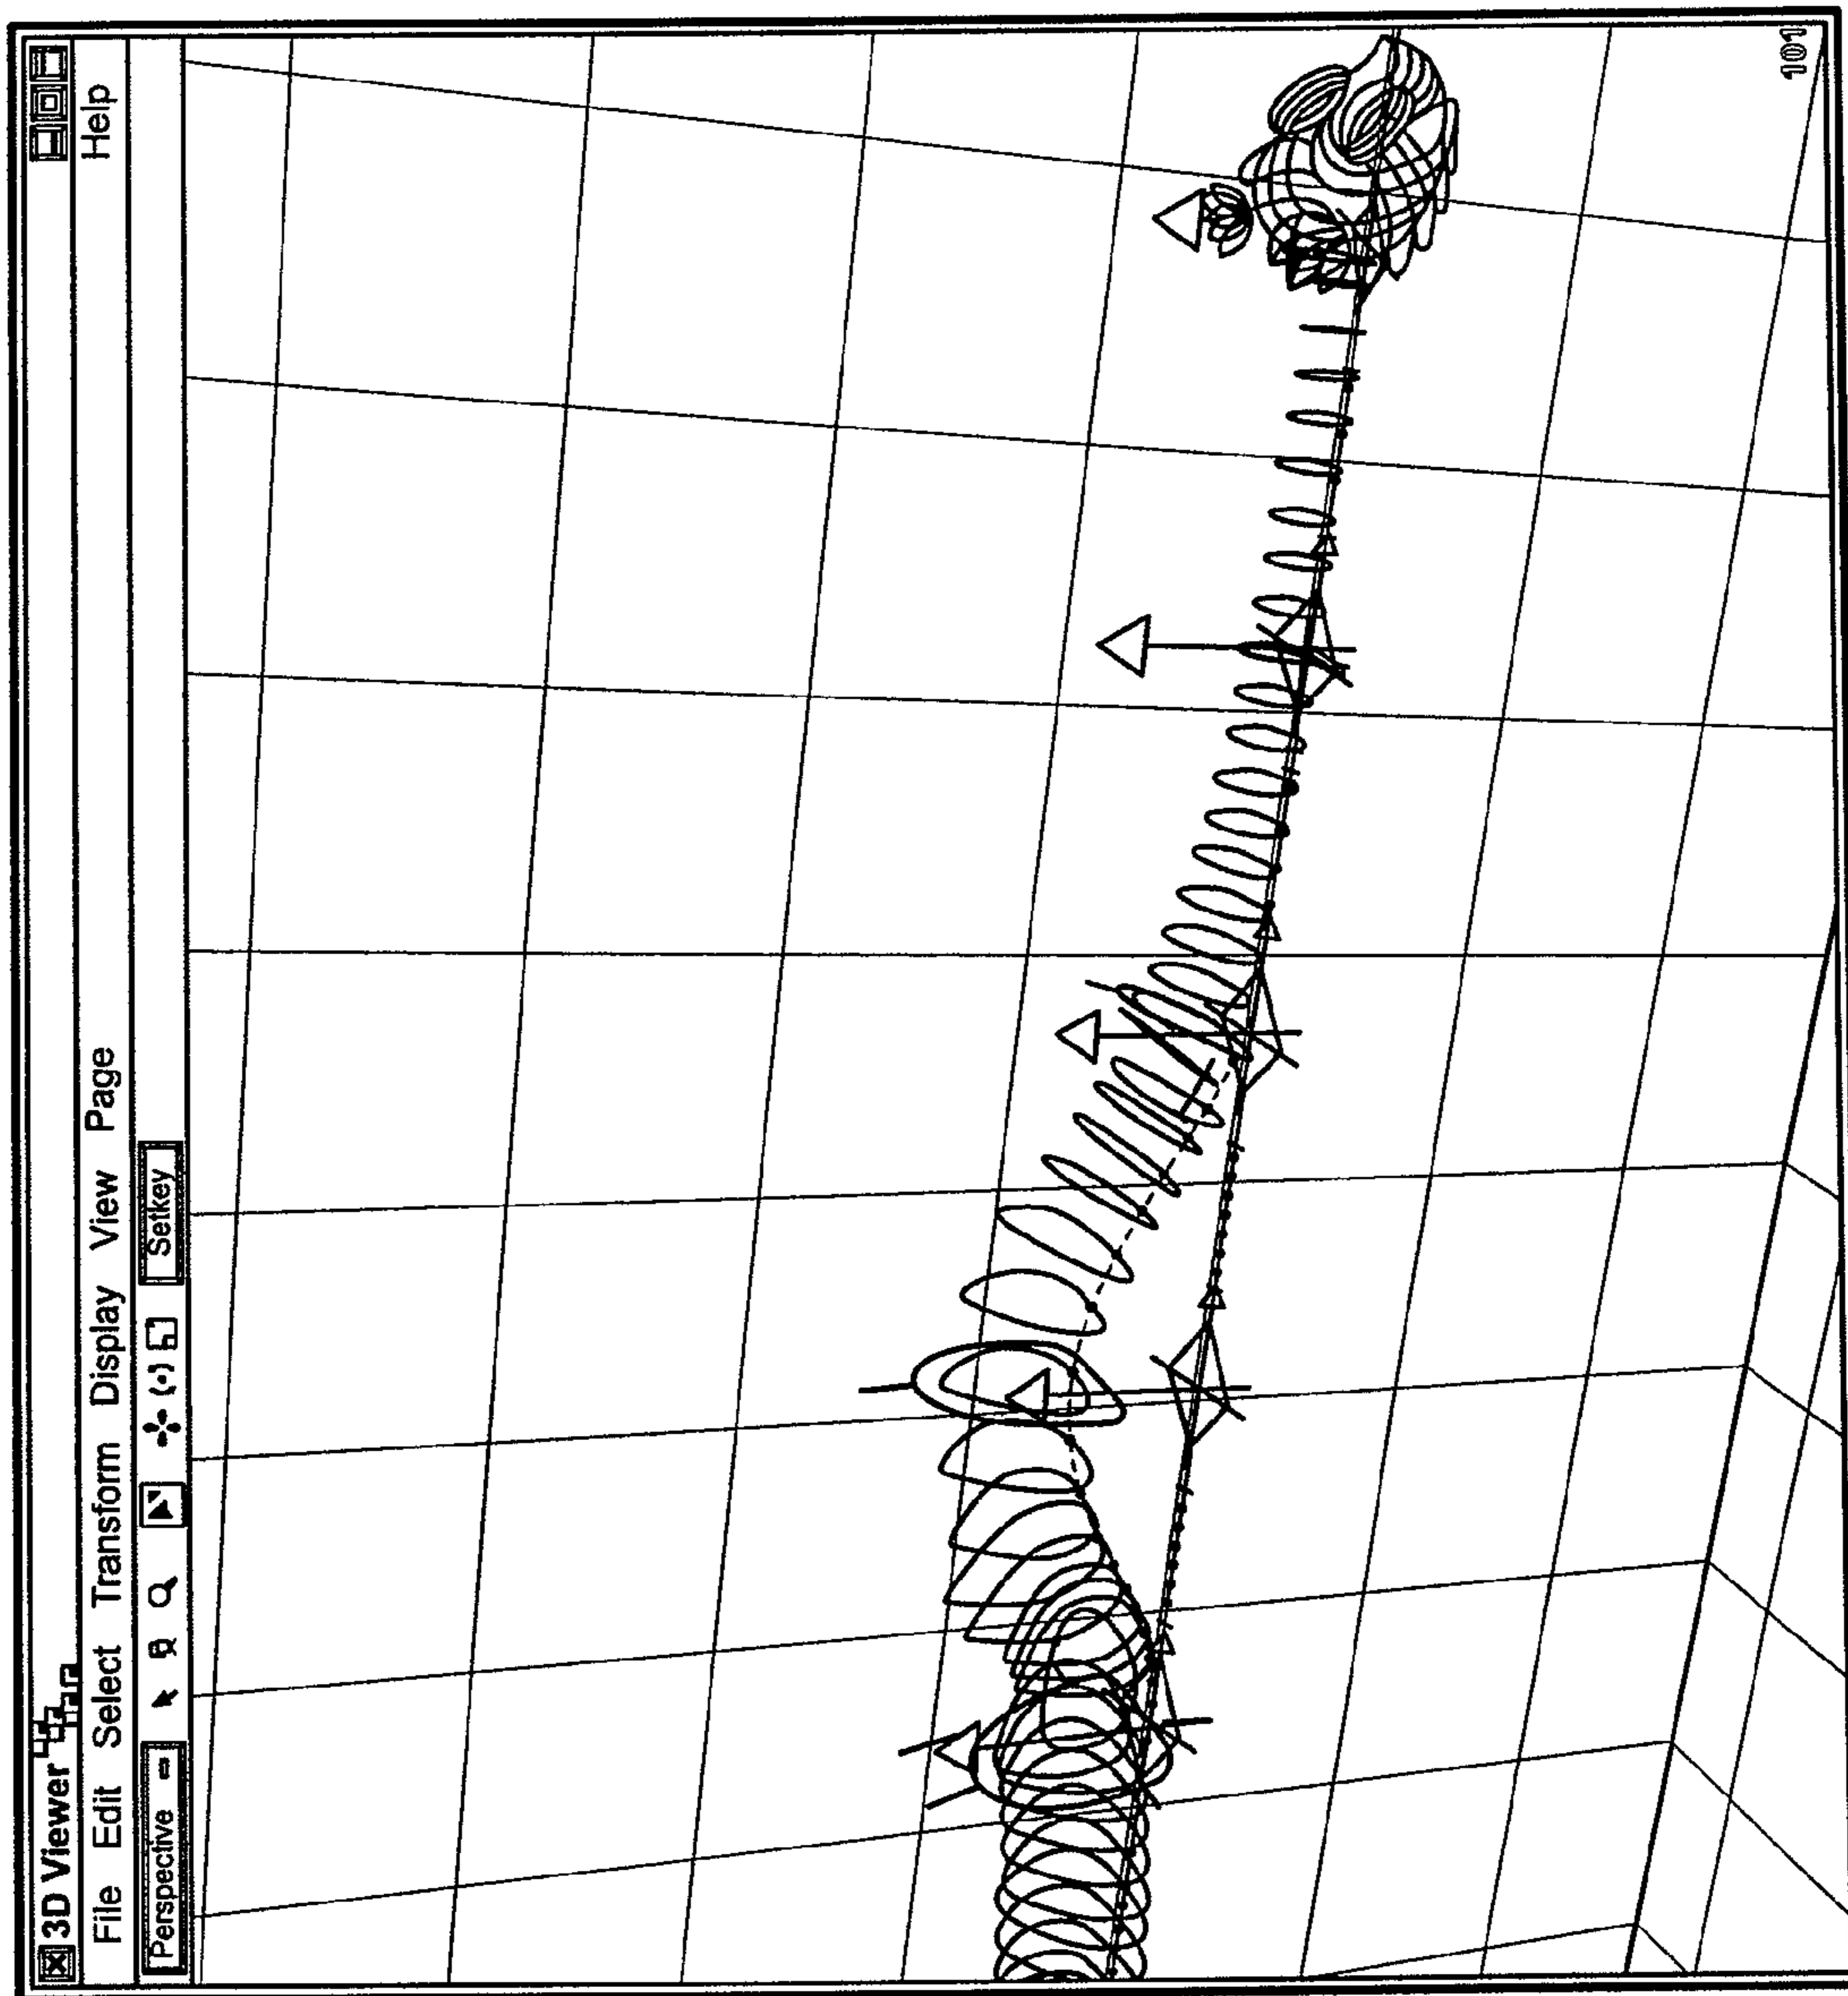 3D Viewer
File Edit Select Transform Display View Page Help
Perspective Setkey
101